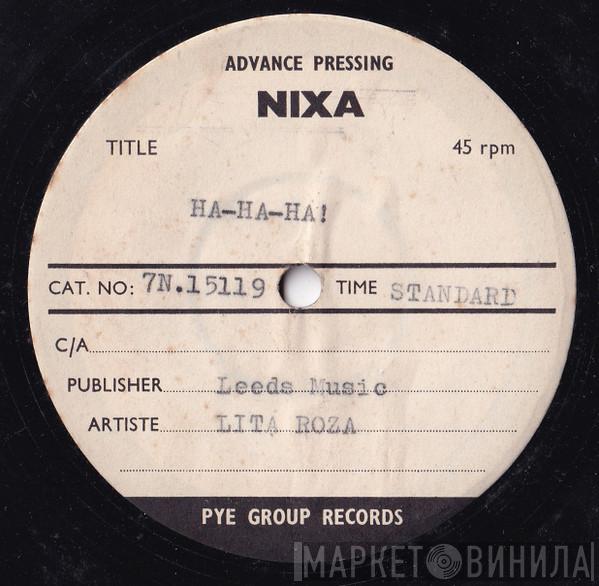 ADVANCE PRESSING
NIXA
TITLE 45 rpm
HA-HA-HA!
CAT. NO: 7N.15119 TIME STANDARD
C/A
PUBLISHER Leeds Music
ARTISTE LITA ROZA
PYE GROUP RECORDS
МАРКЕТ ВИНИЛА